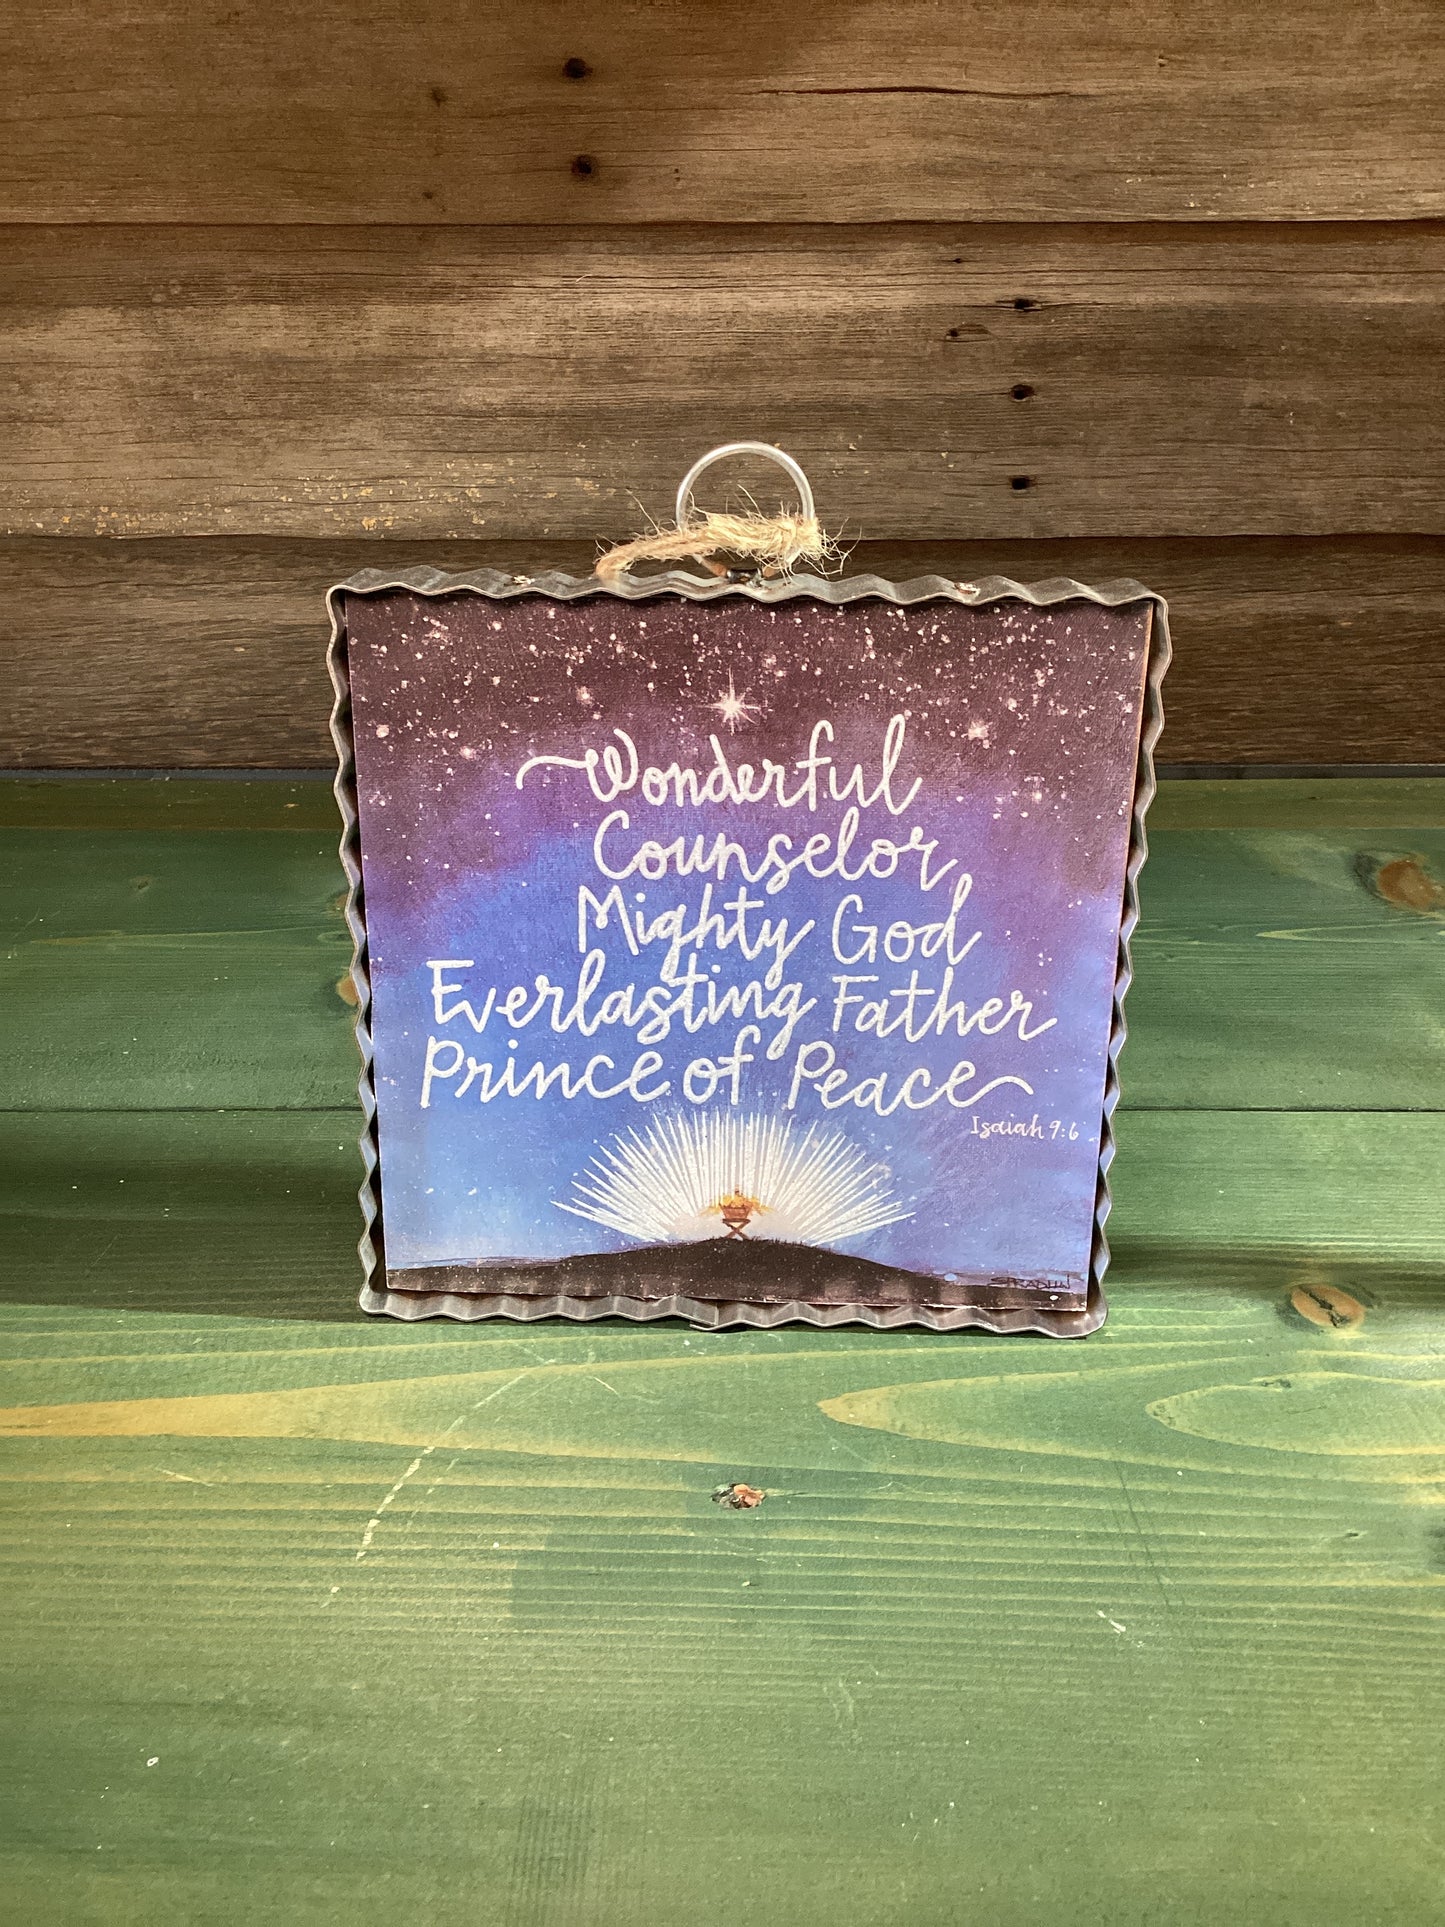 Wonderful
Counselor
Mighty God
Everlasting Father
Prince of Peace
Isaiah 9:6